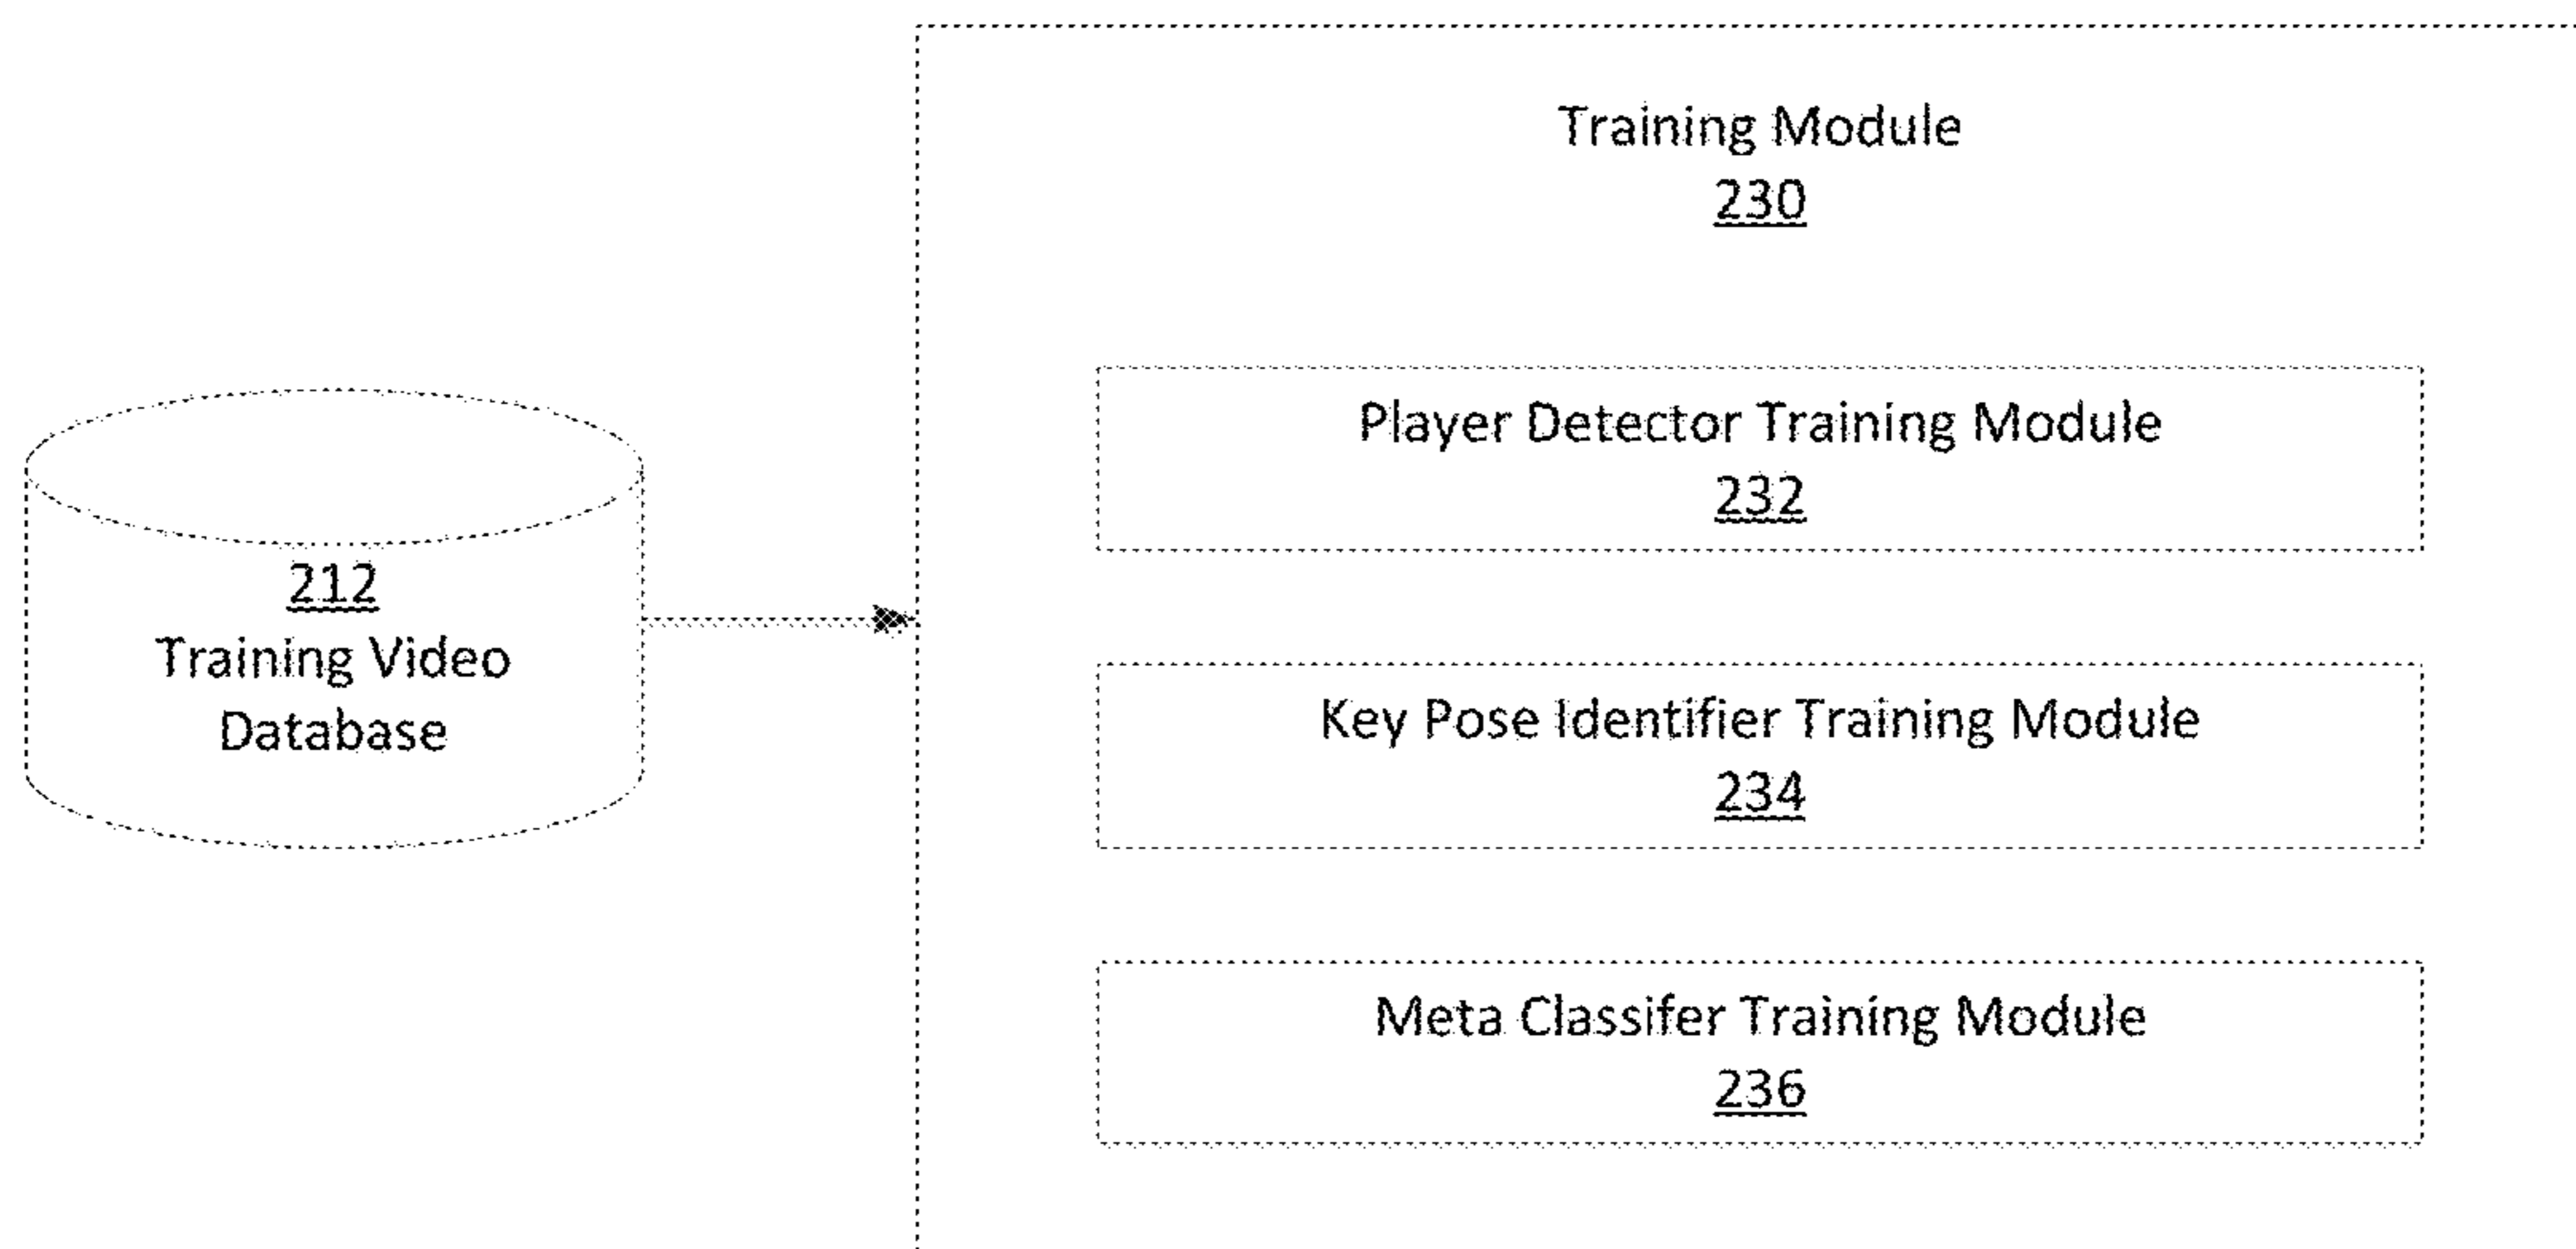 212
Training Video
Database
Training Module
230
Player Detector Training Module
232
Key Pose Identifier Training Module
234
Meta Classifer Training Module
236